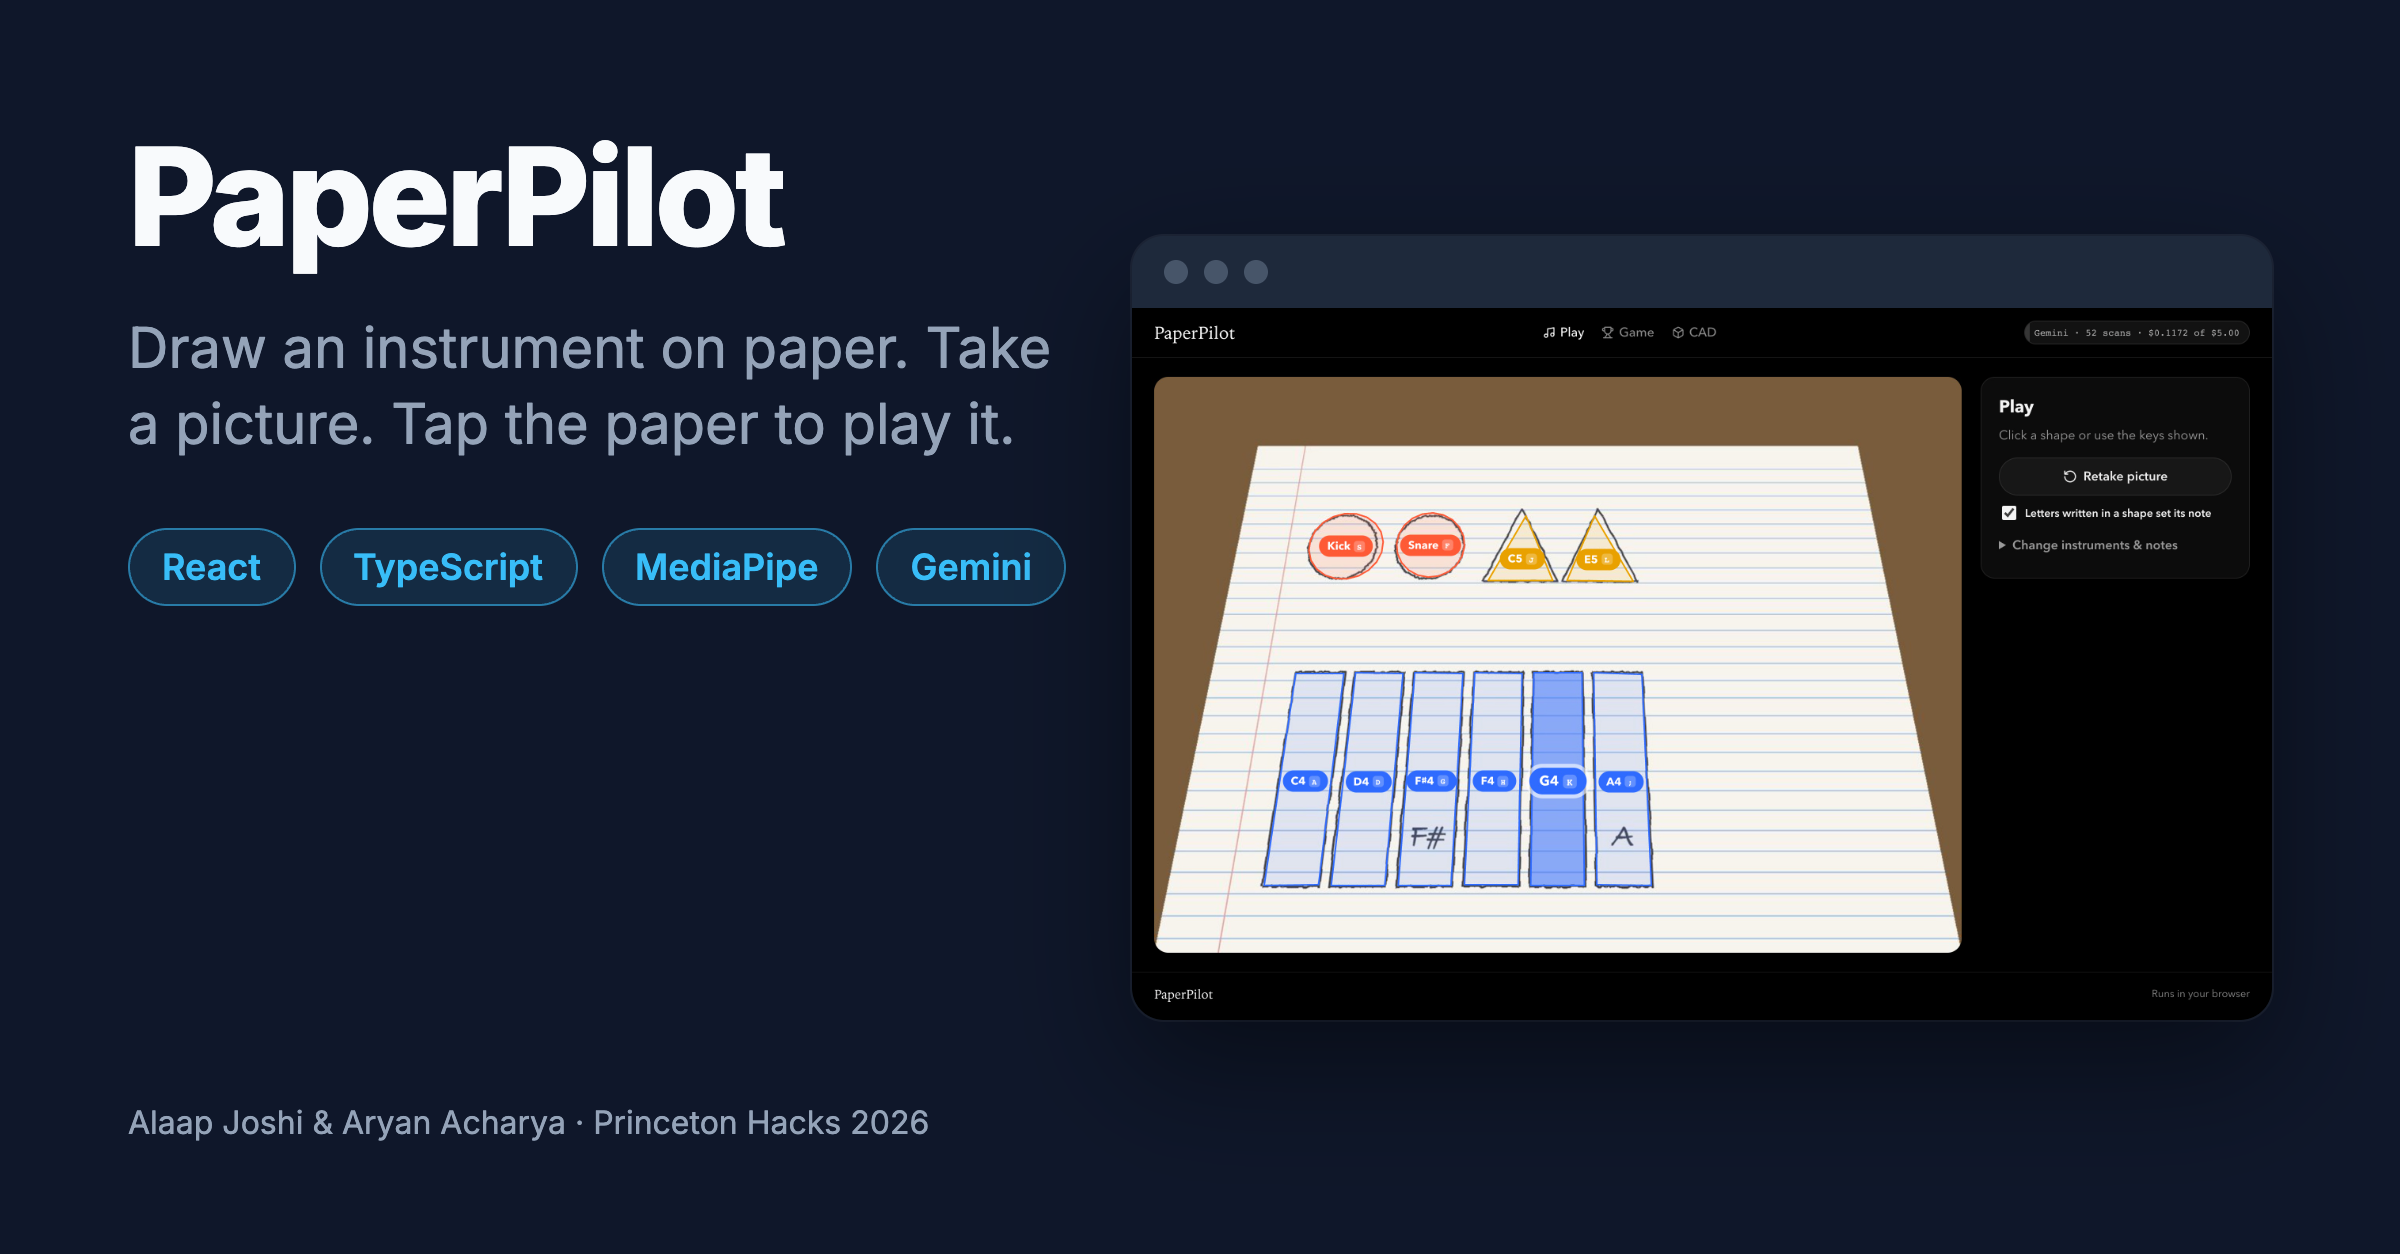 PaperPilot
Draw an instrument on paper. Take
a picture. Tap the paper to play it.
React TypeScript MediaPipe Gemini
PaperPilot Play Game CAD Gemini · 52 scans · $0.1172 of $5.00
Play
Click a shape or use the keys shown.
Retake picture
Letters written in a shape set its note
Change instruments & notes
Kick S Snare F C5 J E5 L
C4 A D4 D F#4 G F4 H G4 K A4
F# A
PaperPilot Runs in your browser
Alaap Joshi & Aryan Acharya · Princeton Hacks 2026